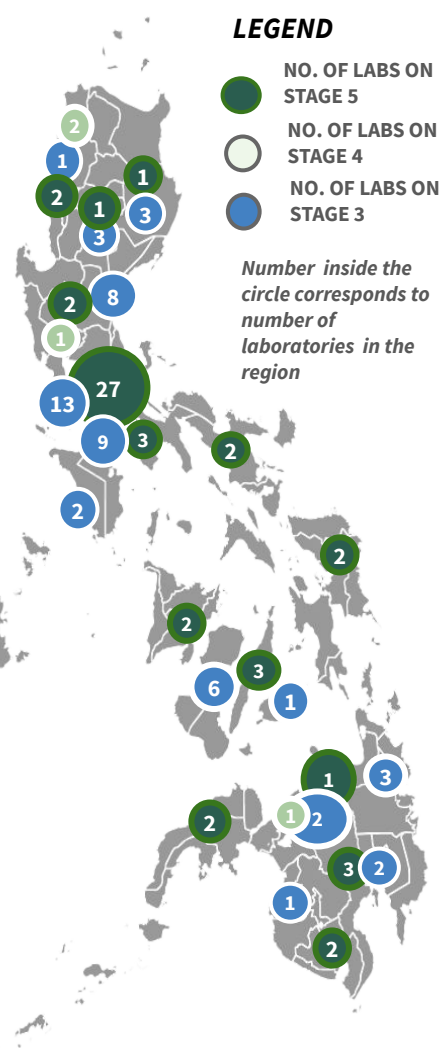 LEGEND
NO. OF LABS ON
STAGE 5
NO. OF LABS ON
STAGE 4
NO. OF LABS ON
STAGE 3
Number inside the
circle corresponds to
number of
laboratories in the
region
2
1
1
2
1
3
3
8
2
1
27
13
9
3
2
2
2
2
3
6
1
1
3
1
2
2
3
2
1
2